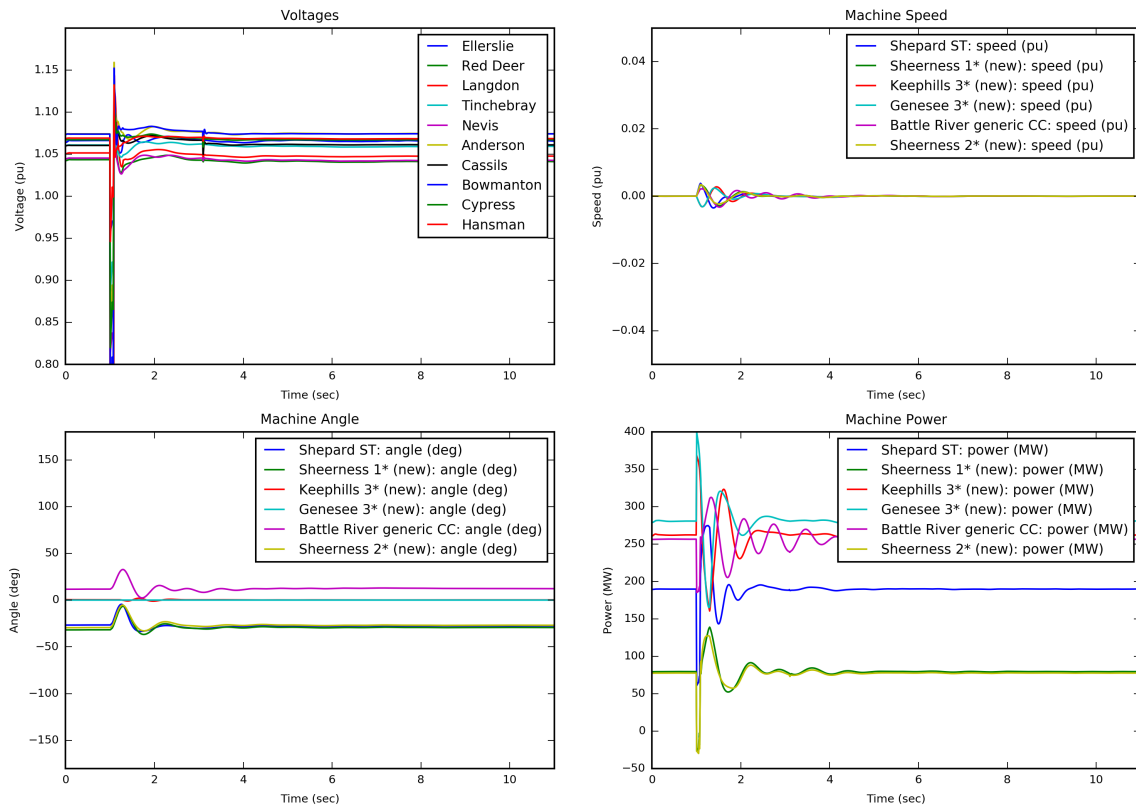 Voltages
1.15
1.10
1.05
1.00
0.95
0.90
0.85
0.80
Voltage (pu)
0
2
4
6
8
10
Time (sec)
Ellerslie
Red Deer
Langdon
Tinchebray
Nevis
Anderson
Cassils
Bowmanton
Cypress
Hansman
Machine Speed
0.04
0.02
0.00
−0.02
−0.04
Speed (pu)
0
2
4
6
8
10
Time (sec)
Shepard ST: speed (pu)
Sheerness 1* (new): speed (pu)
Keephills 3* (new): speed (pu)
Genesee 3* (new): speed (pu)
Battle River generic CC: speed (pu)
Sheerness 2* (new): speed (pu)
Machine Angle
150
100
50
0
−50
−100
−150
Angle (deg)
0
2
4
6
8
10
Time (sec)
Shepard ST: angle (deg)
Sheerness 1* (new): angle (deg)
Keephills 3* (new): angle (deg)
Genesee 3* (new): angle (deg)
Battle River generic CC: angle (deg)
Sheerness 2* (new): angle (deg)
Machine Power
400
350
300
250
200
150
100
50
0
−50
Power (MW)
0
2
4
6
8
10
Time (sec)
Shepard ST: power (MW)
Sheerness 1* (new): power (MW)
Keephills 3* (new): power (MW)
Genesee 3* (new): power (MW)
Battle River generic CC: power (MW)
Sheerness 2* (new): power (MW)